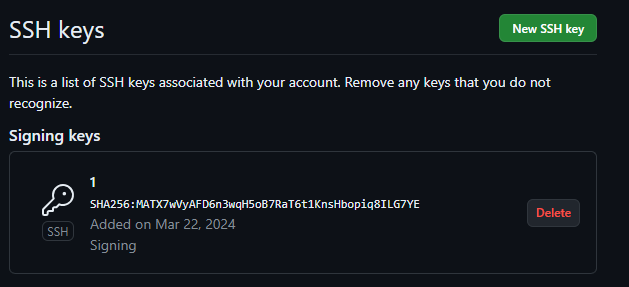 SSH keys
New SSH key
This is a list of SSH keys associated with your account. Remove any keys that you do not
recognize.
Signing keys
1
SHA256:MATX7wVyAFD6n3wqH5oB7RaT6t1KnsHbopiq8ILG7YE
SSH
Added on Mar 22, 2024
Signing
Delete